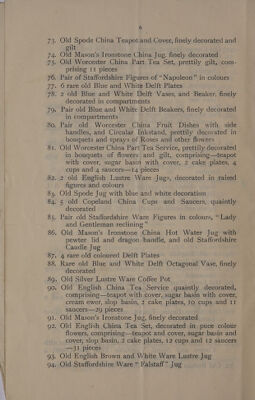 6
73. Old Spode China Teapot and Cover, finely decorated and
gilt
74. Old Mason's Ironstone China Jug, finely decorated
75. Old Worcester China Part Tea Set, prettily gilt, com-
prising 11 pieces
76. Pair of Staffordshire Figures of "Napoleon" in colours
77. 6 rare old Blue and White Delft Plates
78. 2 old Blue and White Delft Vases, and Beaker, finely
decorated in compartments
79. Pair old Blue and White Delft Beakers, finely decorated
in compartments
80. Pair old Worcester China Fruit Dishes with side
handles, and Circular Inkstand, prettily decorated in
bouquets and sprays of Roses and other flowers
81. Old Worcester China Part Tea Service, prettily decorated
in bouquets of flowers and gilt, comprising—teapot
with cover, sugar basin with cover, 2 cake plates, 4
cups and 4 saucers—14 pieces
82. 2 old English Lustre Ware Jugs, decorated in raised
figures and colours
83. Old Spode Jug with blue and white decoration
84. 5 old Copeland China Cups and Saucers, quaintly
decorated
85. Pair old Staffordshire Ware Figures in colours, "Lady
and Gentleman reclining"
86. Old Mason's Ironstone China Hot Water Jug with
pewter lid and dragon handle, and old Staffordshire
Caudle Jug
87. 4 rare old coloured Delft Plates
88. Rare old Blue and White Delft Octagonal Vase, finely
decorated
89. Old Silver Lustre Ware Coffee Pot
90. Old English China Tea Service quaintly decorated,
comprising—teapot with cover, sugar basin with cover,
cream ewer, slop basin, 2 cake plates, 10 cups and 11
saucers—29 pieces
91. Old Mason's Ironstone Jug, finely decorated
92. Old English China Tea Set, decorated in puce colour
flowers, comprising—teapot and cover, sugar basin and
cover, slop basin, 2 cake plates, 12 cups and 12 saucers
—31 pieces
93. Old English Brown and White Ware Lustre Jug
94. Old Staffordshire Ware "Falstaff" Jug